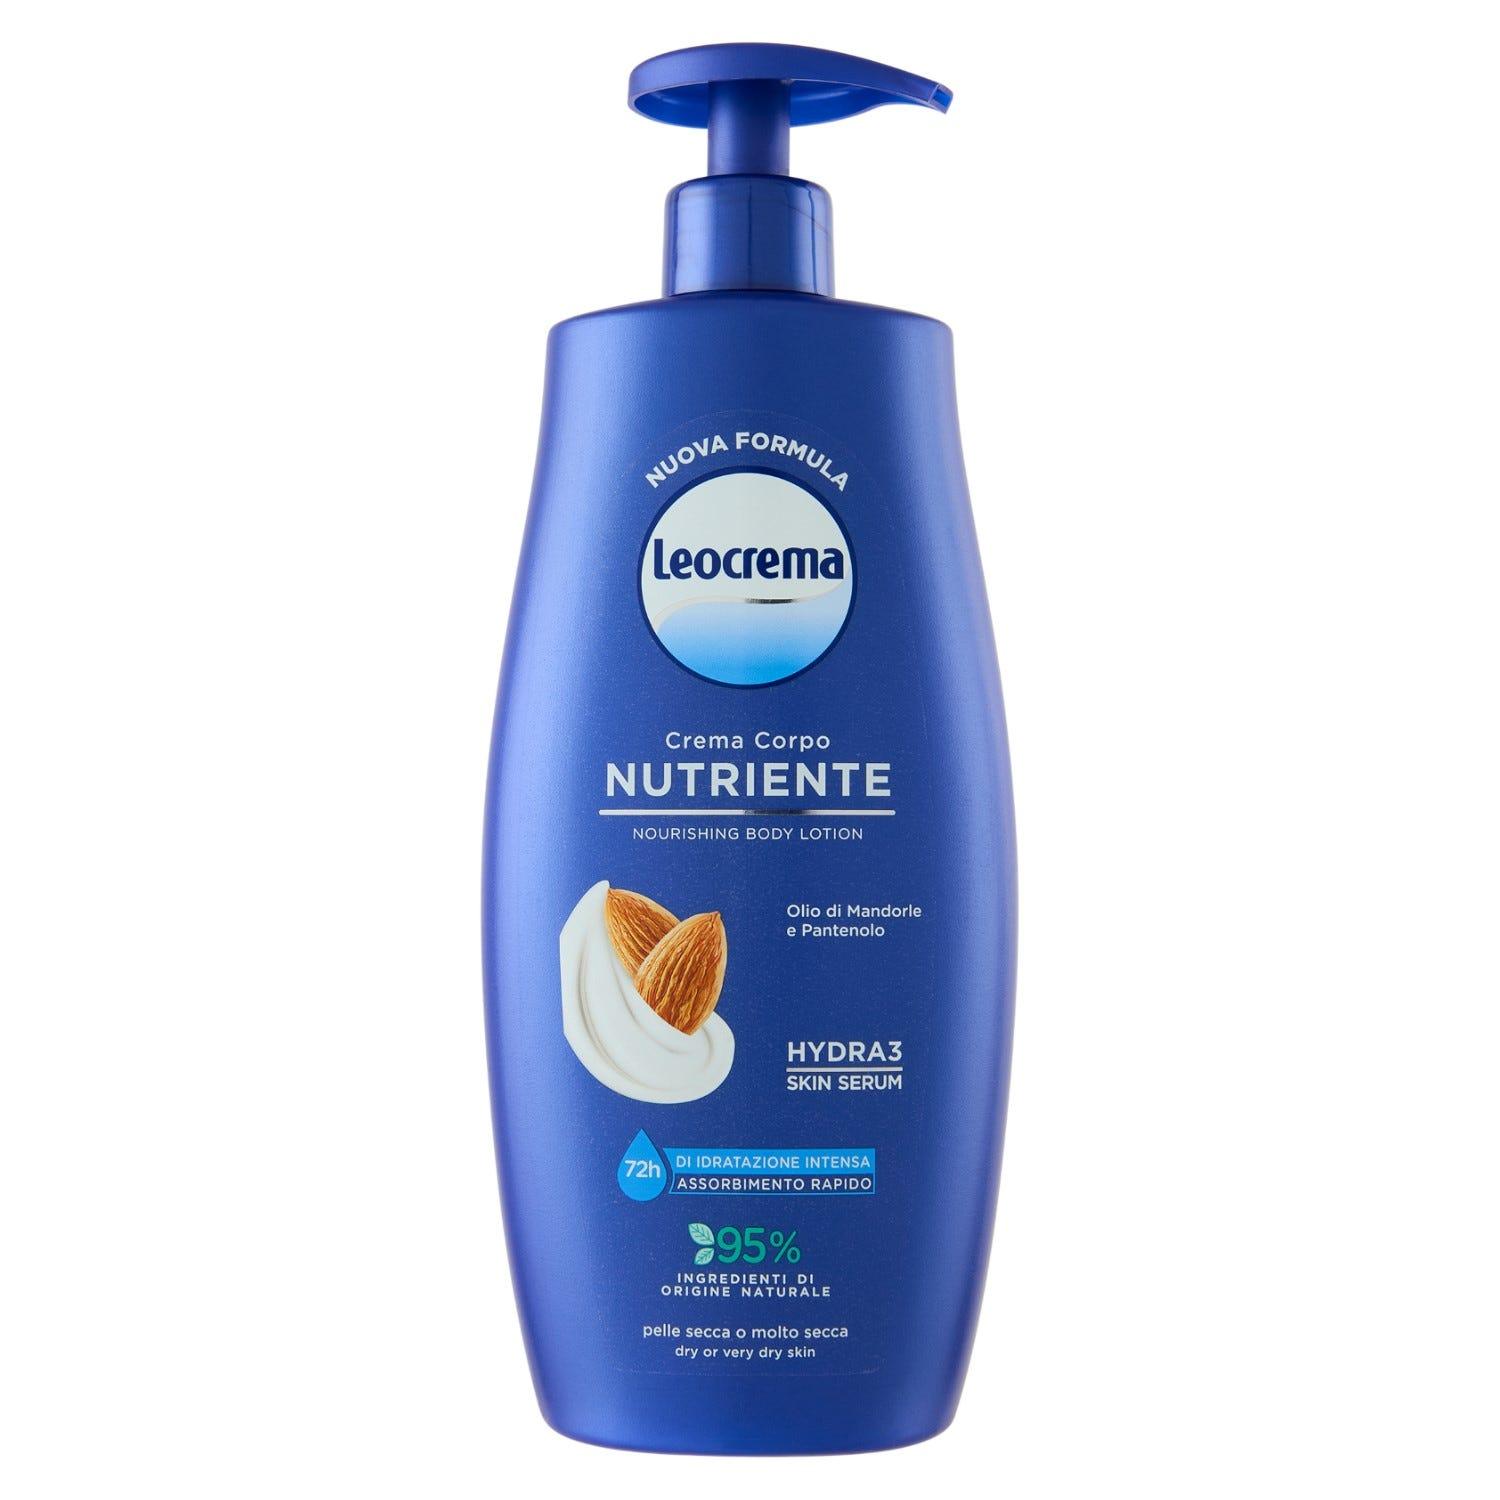 NUOVA FORMULA
Leocrema
Crema Corpo
NUTRIENTE
NOURISHING BODY LOTION
Olio di Mandorle
e Pantenolo
HYDRA3
SKIN SERUM
72h
DI IDRATAZIONE INTENSA
ASSORBIMENTO RAPIDO
95%
INGREDIENTI DI
ORIGINE NATURALE
pelle secca o molto secca
dry or very dry skin